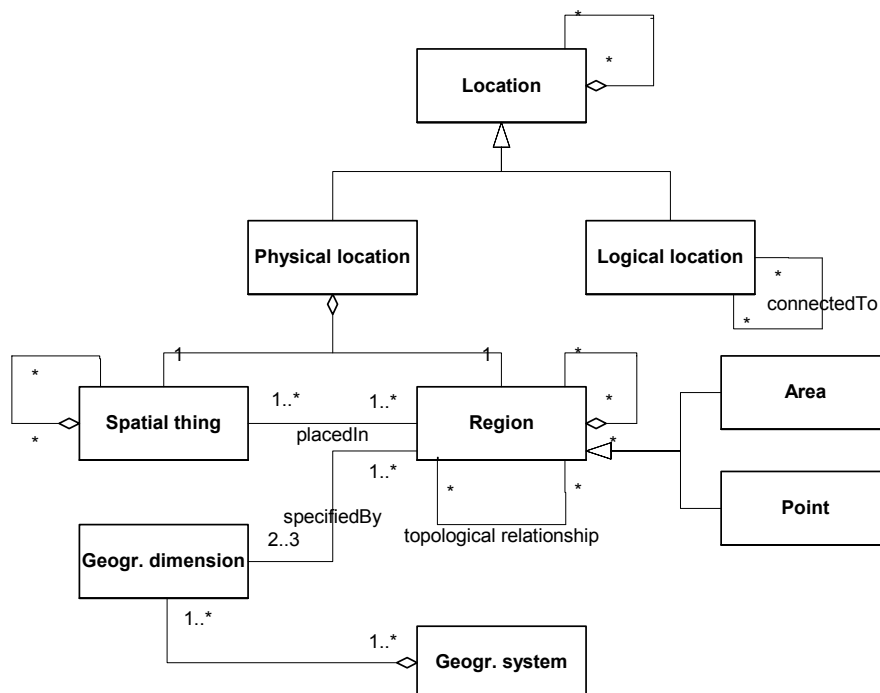 *
*
Location
Physical location
Logical location
*
*
connectedTo
1
1
*
*
Spatial thing
1..*
1..*
placedIn
*
*
Region
*
Area
1..*
*
*
specifiedBy
topological relationship
Point
2..3
Geogr. dimension
1..*
1..*
Geogr. system